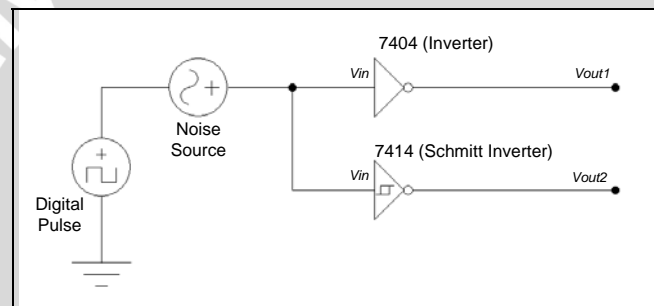 7404 (Inverter)
Vin
Vout1
Noise
Source
7414 (Schmitt Inverter)
Vin
Vout2
Digital
Pulse